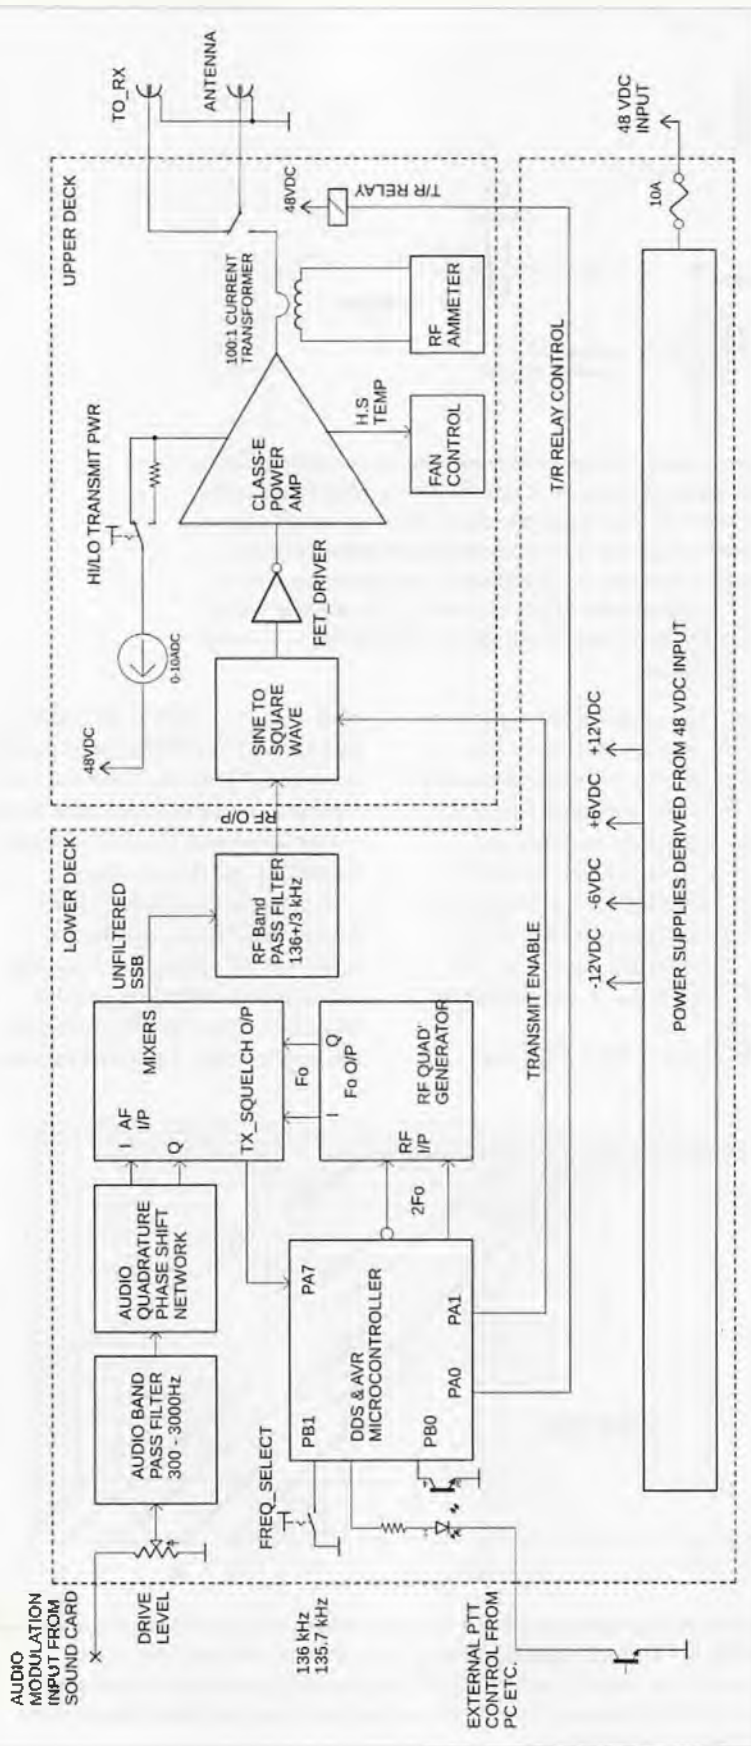 AUDIO
MODULATION
INPUT FROM
SOUND CARD
DRIVE
LEVEL
AUDIO BAND
PASS FILTER
300 - 3000Hz
AUDIO
QUADRATURE
PHASE SHIFT
NETWORK
LOWER DECK
I
AF
I/P
Q
MIXERS
TX_SQUELCH O/P
UNFILTERED
SSB
RF Band
PASS FILTER
136+/3 kHz
RF O/P
136 kHz
135.7 kHz
FREQ_SELECT
PB1
PA7
DDS & AVR
MICROCONTROLLER
PB0
PA0
PA1
2Fo
Fo
I
Q
Fo O/P
RF
I/P
RF QUAD'
GENERATOR
EXTERNAL PTT
CONTROL FROM
PC ETC.
TRANSMIT ENABLE
T/R RELAY CONTROL
UPPER DECK
48VDC
0-10ADC
HI/LO TRANSMIT PWR
SINE TO
SQUARE
WAVE
FET_DRIVER
CLASS-E
POWER
AMP
H.S
TEMP
FAN
CONTROL
100:1 CURRENT
TRANSFORMER
RF
AMMETER
48VDC
T/R RELAY
TO_RX
ANTENNA
-12VDC
-6VDC
+6VDC
+12VDC
POWER SUPPLIES DERIVED FROM 48 VDC INPUT
10A
48 VDC
INPUT